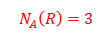 N_A(R) = 3